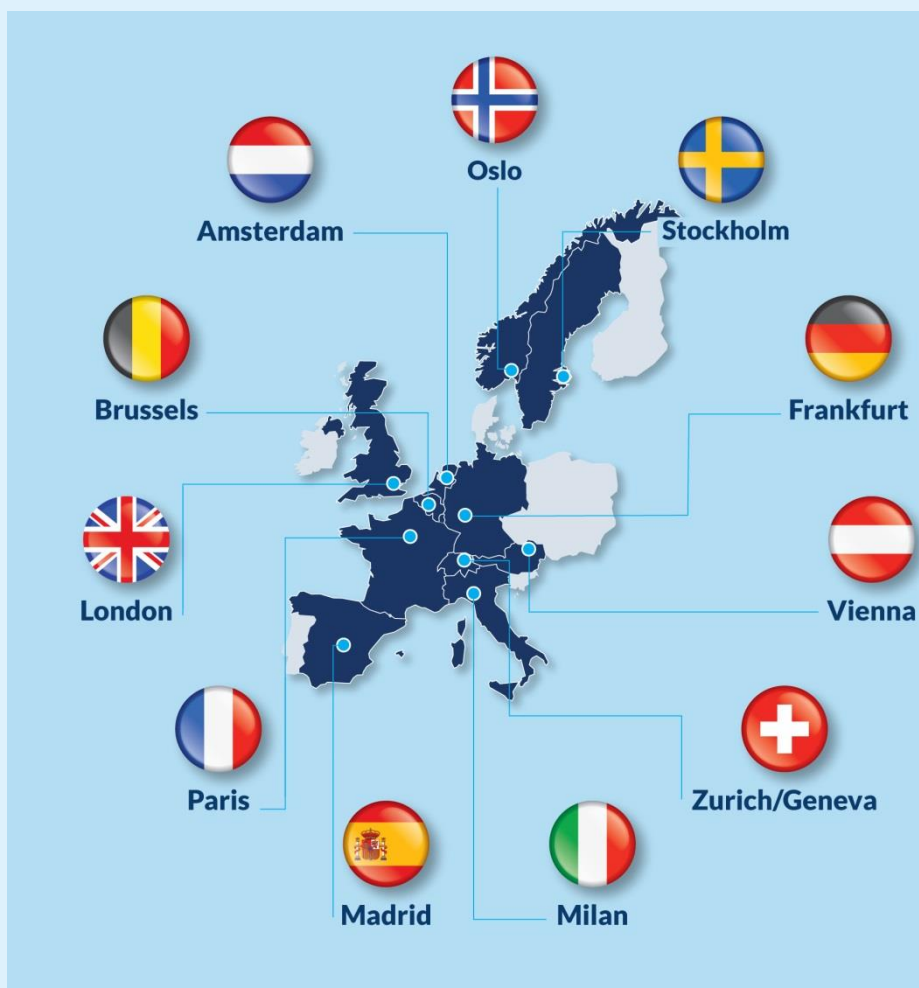 Oslo
Amsterdam
Stockholm
Brussels
Frankfurt
London
Vienna
Paris
Zurich/Geneva
Madrid
Milan